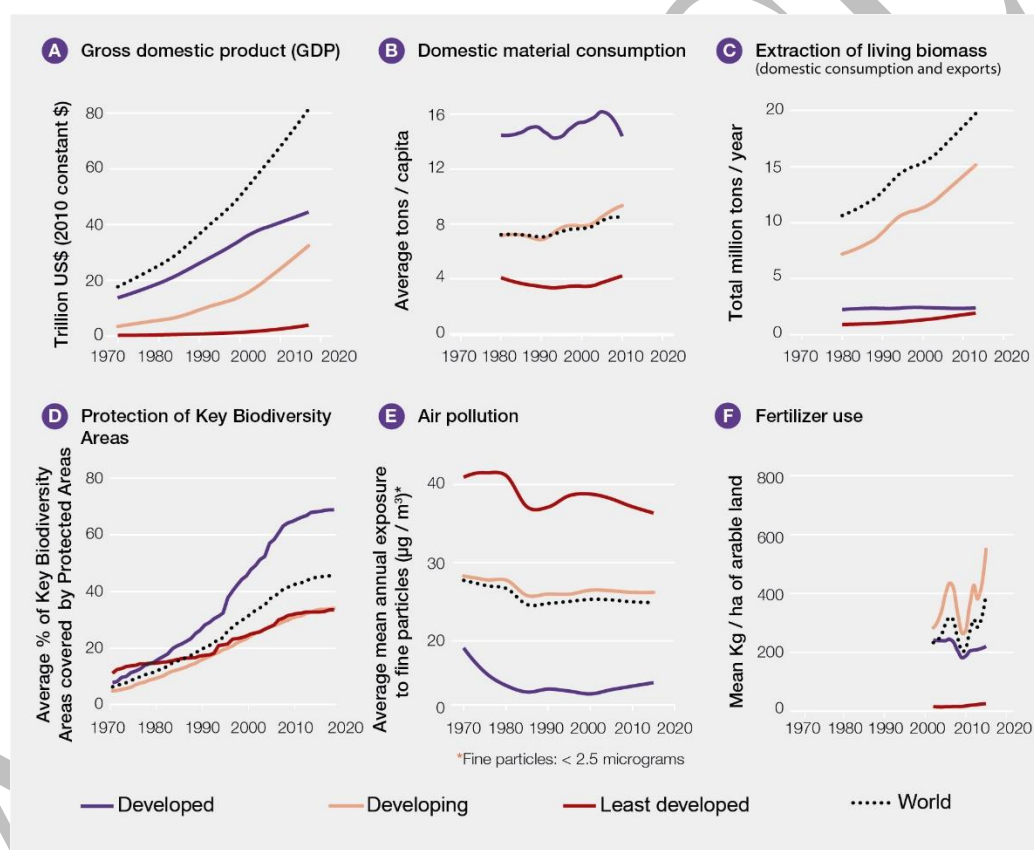 A Gross domestic product (GDP)
Trillion US$ (2010 constant $)
80
60
40
20
0
1970 1980 1990 2000 2010 2020
B Domestic material consumption
Average tons / capita
16
12
8
4
0
1970 1980 1990 2000 2010 2020
C Extraction of living biomass
(domestic consumption and exports)
Total million tons / year
20
15
10
5
0
1970 1980 1990 2000 2010 2020
D Protection of Key Biodiversity
Areas
Average % of Key Biodiversity
Areas covered by Protected Areas
80
60
40
20
0
1970 1980 1990 2000 2010 2020
E Air pollution
Average mean annual exposure
to fine particles (µg / m³)*
40
30
20
0
1970 1980 1990 2000 2010 2020
*Fine particles: < 2.5 micrograms
F Fertilizer use
Mean Kg / ha of arable land
800
600
400
200
0
1970 1980 1990 2000 2010 2020
Developed Developing Least developed World